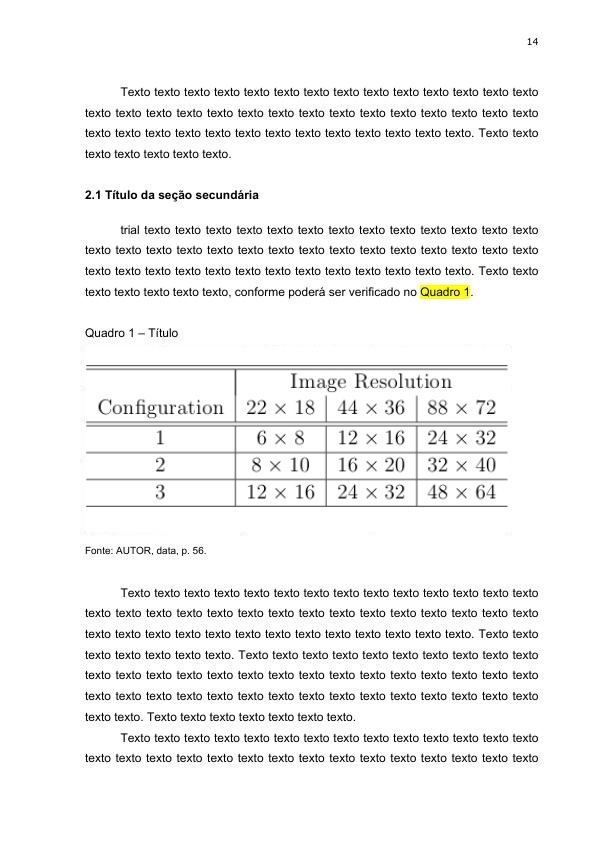 14
Texto texto texto texto texto texto texto texto texto texto texto texto texto texto
texto texto texto texto texto texto texto texto texto texto texto texto texto texto texto
texto texto texto texto texto texto texto texto texto texto texto texto texto. Texto texto
texto texto texto texto texto.
2.1 Título da seção secundária
trial texto texto texto texto texto texto texto texto texto texto texto texto texto
texto texto texto texto texto texto texto texto texto texto texto texto texto texto texto
texto texto texto texto texto texto texto texto texto texto texto texto texto. Texto texto
texto texto texto texto texto, conforme poderá ser verificado no Quadro 1.
Quadro 1 – Título
Image Resolution
Configuration 22 × 18 44 × 36 88 × 72
1 6 × 8 12 × 16 24 × 32
2 8 × 10 16 × 20 32 × 40
3 12 × 16 24 × 32 48 × 64
Fonte: AUTOR, data, p. 56.
Texto texto texto texto texto texto texto texto texto texto texto texto texto texto
texto texto texto texto texto texto texto texto texto texto texto texto texto texto texto
texto texto texto texto texto texto texto texto texto texto texto texto texto. Texto texto
texto texto texto texto texto. Texto texto texto texto texto texto texto texto texto texto
texto texto texto texto texto texto texto texto texto texto texto texto texto texto texto
texto texto texto texto texto texto texto texto texto texto texto texto texto texto texto
texto texto. Texto texto texto texto texto texto texto.
Texto texto texto texto texto texto texto texto texto texto texto texto texto texto
texto texto texto texto texto texto texto texto texto texto texto texto texto texto texto